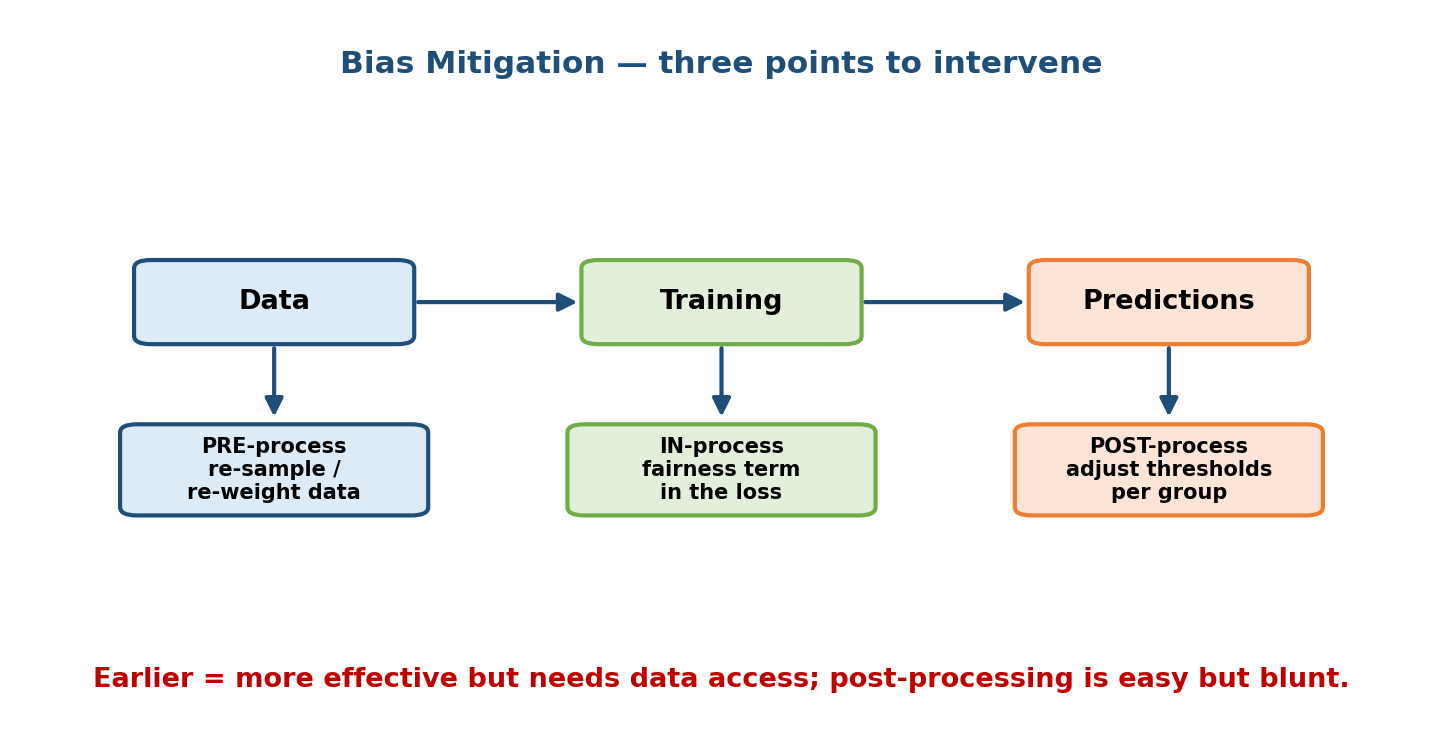 Bias Mitigation — three points to intervene
Data
Training
Predictions
PRE-process
re-sample /
re-weight data
IN-process
fairness term
in the loss
POST-process
adjust thresholds
per group
Earlier = more effective but needs data access; post-processing is easy but blunt.